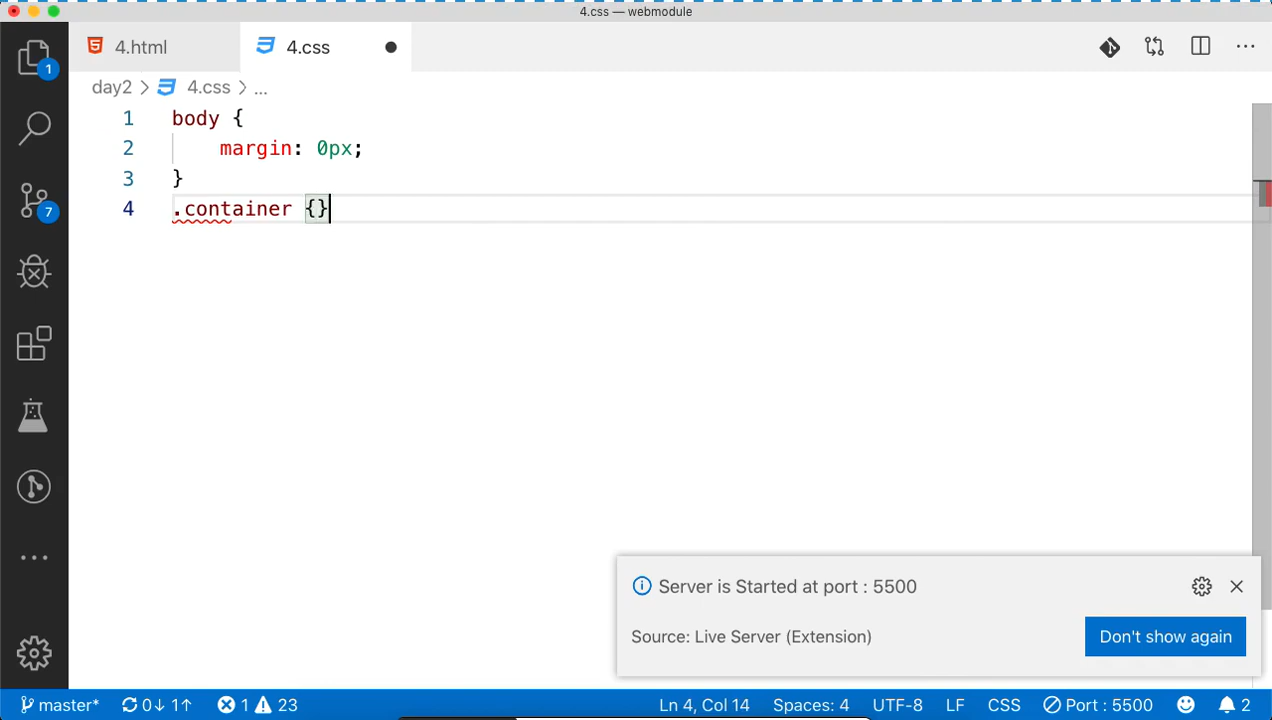 4.css — webmodule
4.html
4.css
day2 > 4.css > ...
1 body {
2 margin: 0px;
3 }
4 .container {}
1
7
Server is Started at port : 5500
Source: Live Server (Extension)
Don't show again
master* 0↓ 1↑ 1 23 Ln 4, Col 14 Spaces: 4 UTF-8 LF CSS Port : 5500 2